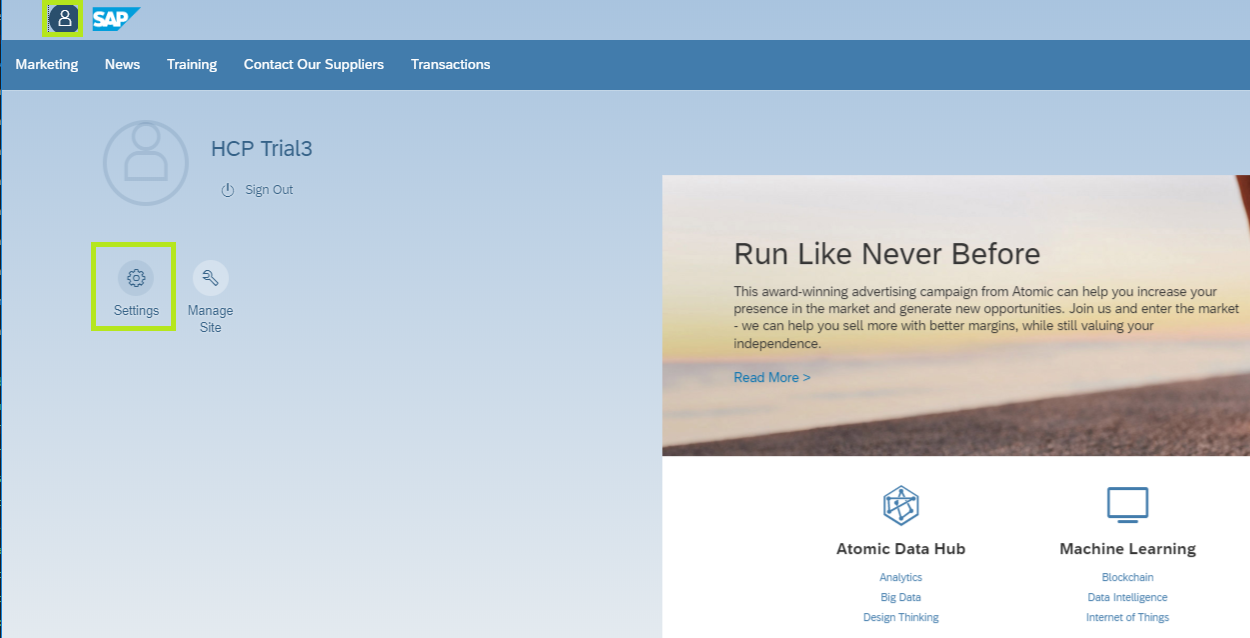 SAP
Marketing News Training Contact Our Suppliers Transactions
HCP Trial3
Sign Out
Settings
Manage
Site
Run Like Never Before
This award-winning advertising campaign from Atomic can help you increase your
presence in the market and generate new opportunities. Join us and enter the market
- we can help you sell more with better margins, while still valuing your
independence.
Read More >
Atomic Data Hub
Analytics
Big Data
Design Thinking
Machine Learning
Blockchain
Data Intelligence
Internet of Things